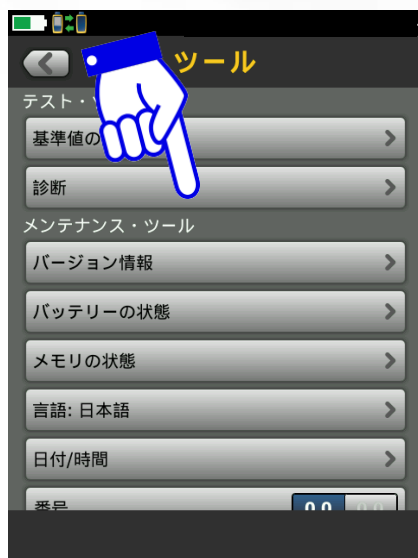 ツール
テスト・
基準値の
診断
メンテナンス・ツール
バージョン情報
バッテリーの状態
メモリの状態
言語: 日本語
日付/時間